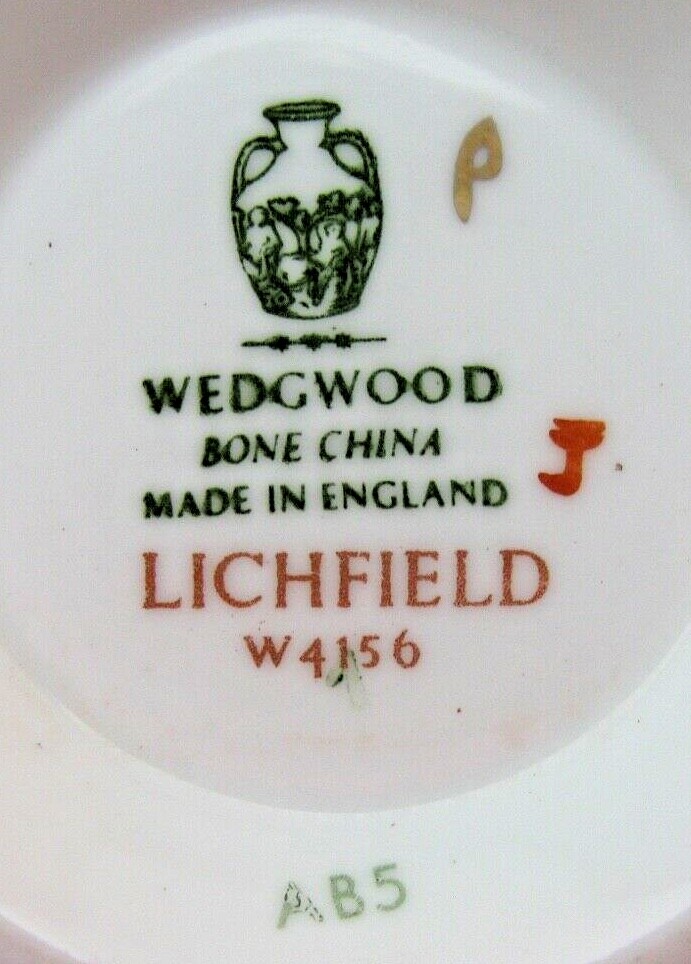 P
WEDGWOOD
BONE CHINA
MADE IN ENGLAND
J
LICHFIELD
W4156
AB5